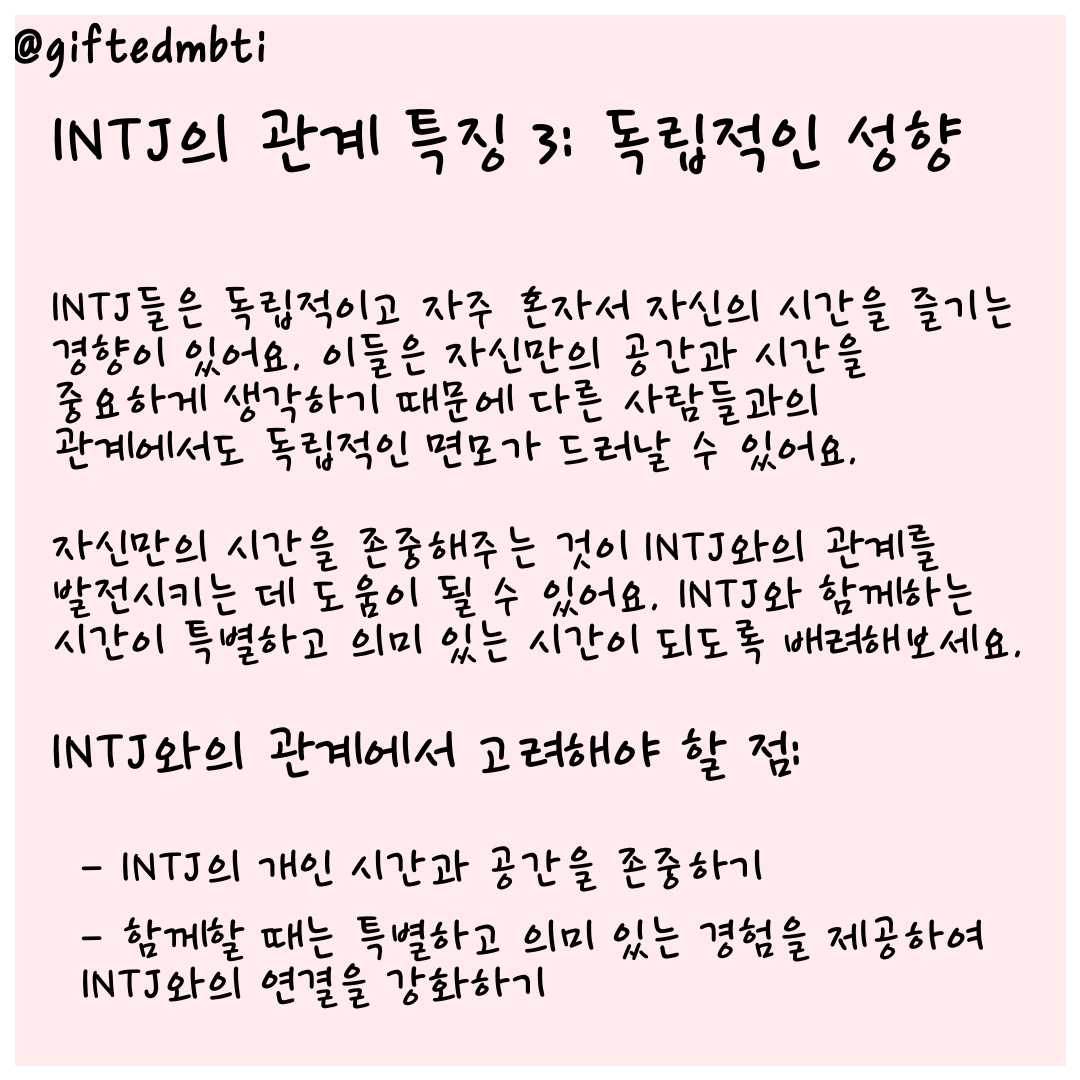 @giftedmbti
INTJ의 관계 특징 3: 독립적인 성향
INTJ들은 독립적이고 자주 혼자서 자신의 시간을 즐기는
경향이 있어요. 이들은 자신만의 공간과 시간을
중요하게 생각하기 때문에 다른 사람들과의
관계에서도 독립적인 면모가 드러날 수 있어요.
자신만의 시간을 존중해주는 것이 INTJ와의 관계를
발전시키는 데 도움이 될 수 있어요. INTJ와 함께하는
시간이 특별하고 의미 있는 시간이 되도록 배려해보세요.
INTJ와의 관계에서 고려해야 할 점:
- INTJ의 개인 시간과 공간을 존중하기
- 함께할 때는 특별하고 의미 있는 경험을 제공하여
INTJ와의 연결을 강화하기